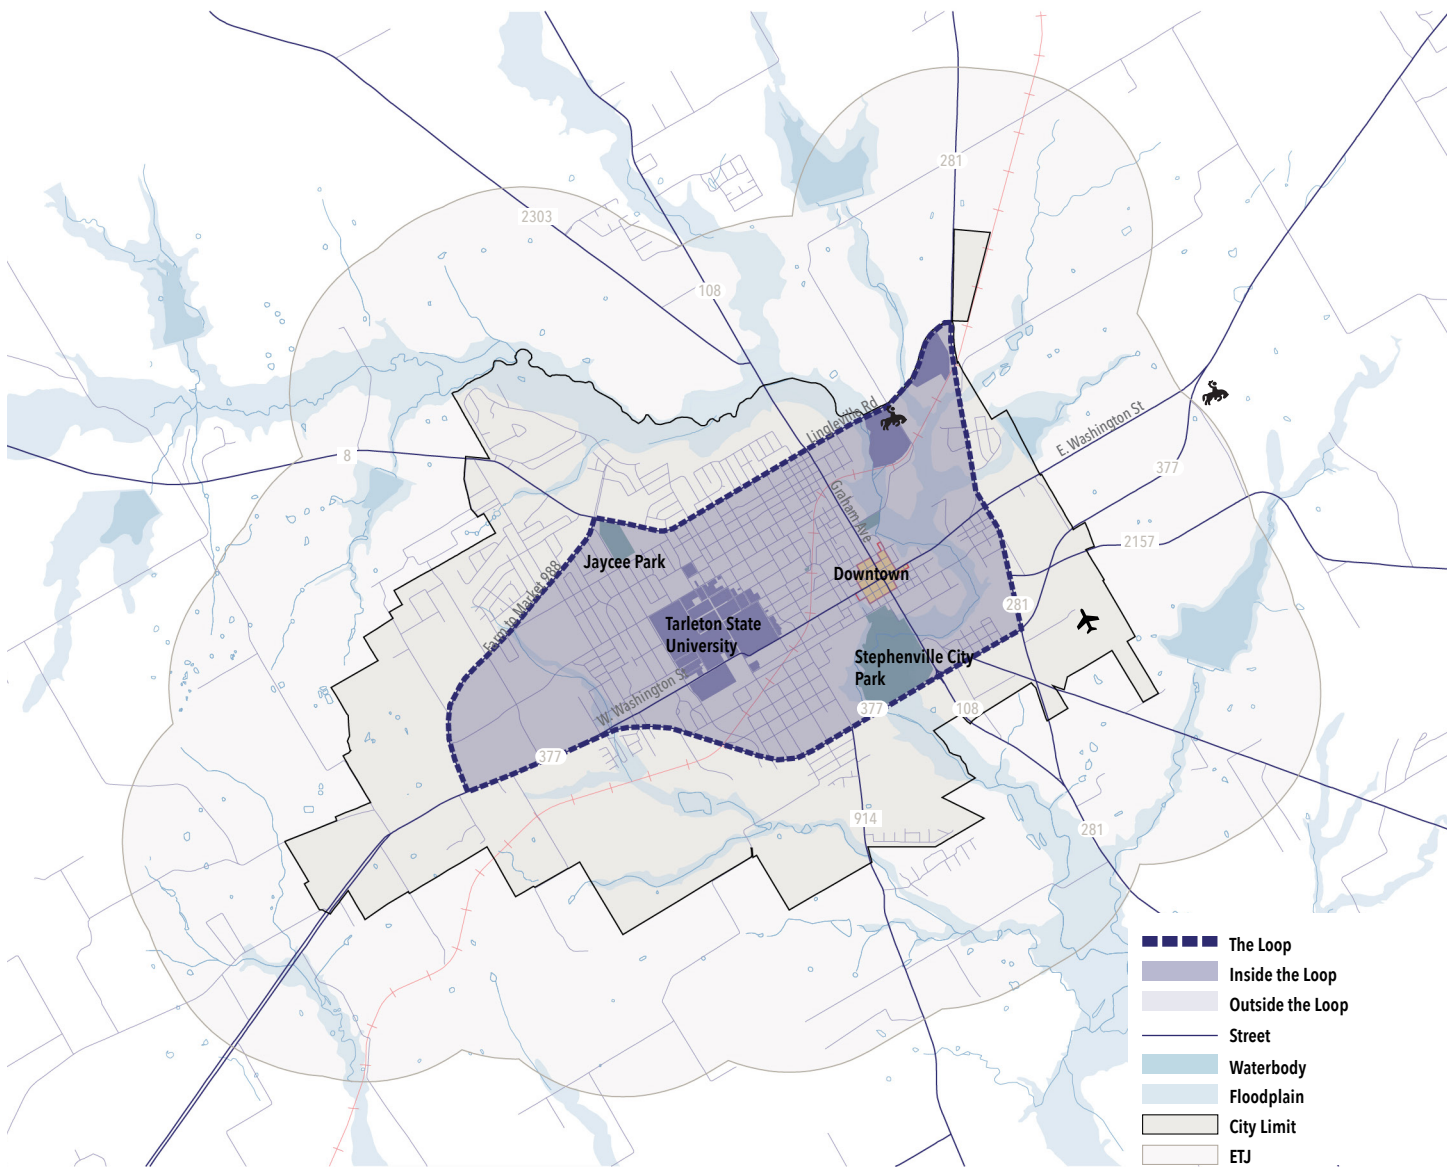 281
2303
108
Lingleville Rd
E. Washington St
8
377
Graham Ave
2157
Jaycee Park
Downtown
Farm to Market 988
281
Tarleton State
University
Stephenville City
Park
W. Washington St
377
108
377
914
281
The Loop
Inside the Loop
Outside the Loop
Street
Waterbody
Floodplain
City Limit
ETJ